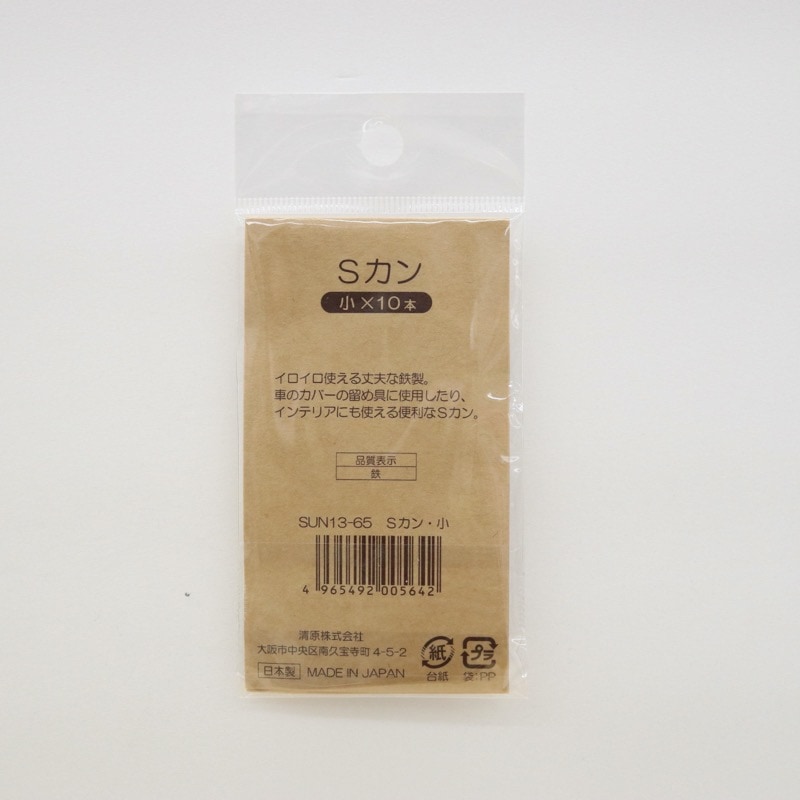 Sカン
小×10本
イロイロ使える丈夫な鉄製。
車のカバーの留め具に使用したり、
インテリアにも使える便利なSカン。
品質表示
鉄
SUN13-65 Sカン・小
4 965492 005642
清原株式会社
大阪市中央区南久宝寺町4-5-2
日本製 MADE IN JAPAN
紙
台紙
プラ
袋:PP